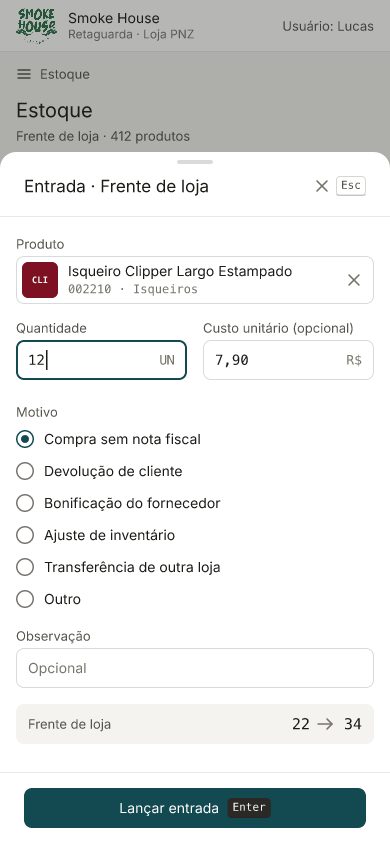 SMOKE
HOUSE
Smoke House
Retaguarda · Loja PNZ
Usuário: Lucas
Estoque
Estoque
Frente de loja · 412 produtos
Entrada · Frente de loja
Esc
Produto
CLI
Isqueiro Clipper Largo Estampado
002210 · Isqueiros
Quantidade
Custo unitário (opcional)
12 UN
7,90 R$
Motivo
Compra sem nota fiscal
Devolução de cliente
Bonificação do fornecedor
Ajuste de inventário
Transferência de outra loja
Outro
Observação
Opcional
Frente de loja 22 → 34
Lançar entrada Enter